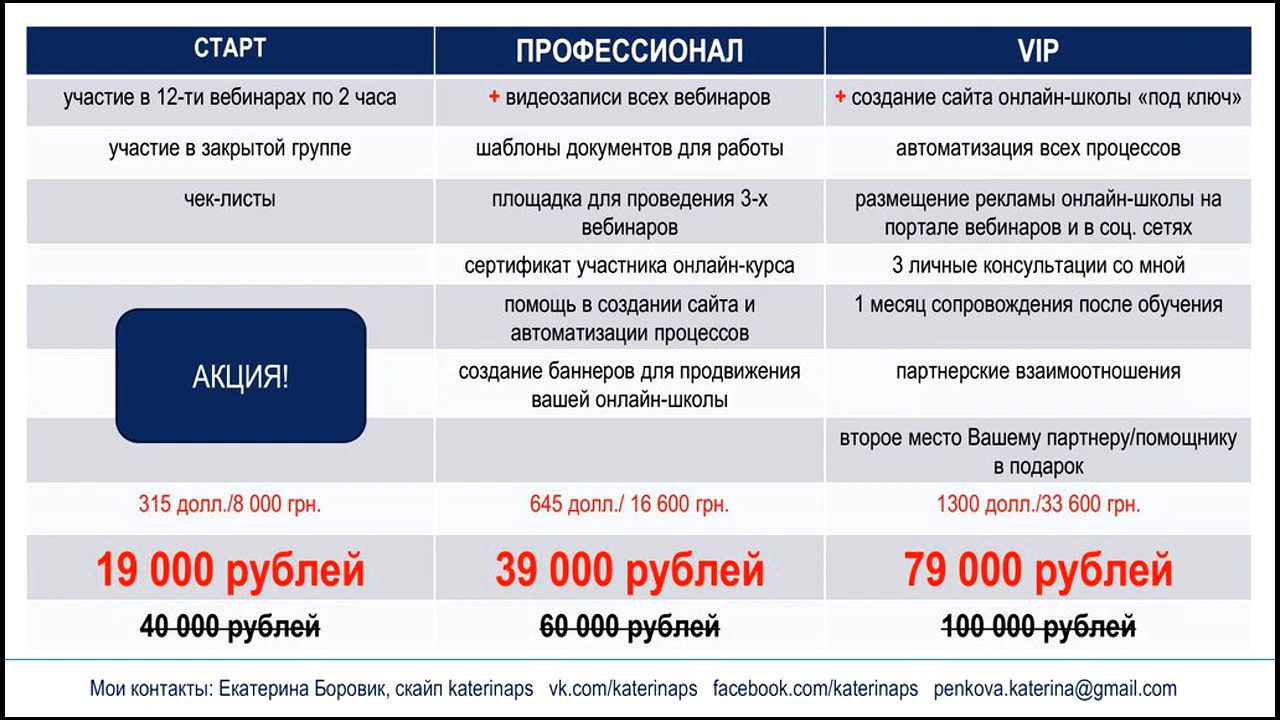 СТАРТ
ПРОФЕССИОНАЛ
VIP
участие в 12-ти вебинарах по 2 часа
+ видеозаписи всех вебинаров
+ создание сайта онлайн-школы «под ключ»
участие в закрытой группе
шаблоны документов для работы
автоматизация всех процессов
чек-листы
площадка для проведения 3-х
вебинаров
размещение рекламы онлайн-школы на
портале вебинаров и в соц. сетях
сертификат участника онлайн-курса
3 личные консультации со мной
помощь в создании сайта и
автоматизации процессов
1 месяц сопровождения после обучения
АКЦИЯ!
создание баннеров для продвижения
вашей онлайн-школы
партнерские взаимоотношения
второе место Вашему партнеру/помощнику
в подарок
315 долл./8 000 грн.
645 долл./ 16 600 грн.
1300 долл./33 600 грн.
19 000 рублей
39 000 рублей
79 000 рублей
40 000 рублей
60 000 рублей
100 000 рублей
Мои контакты: Екатерина Боровик, скайп katerinaps vk.com/katerinaps facebook.com/katerinaps penkova.katerina@gmail.com